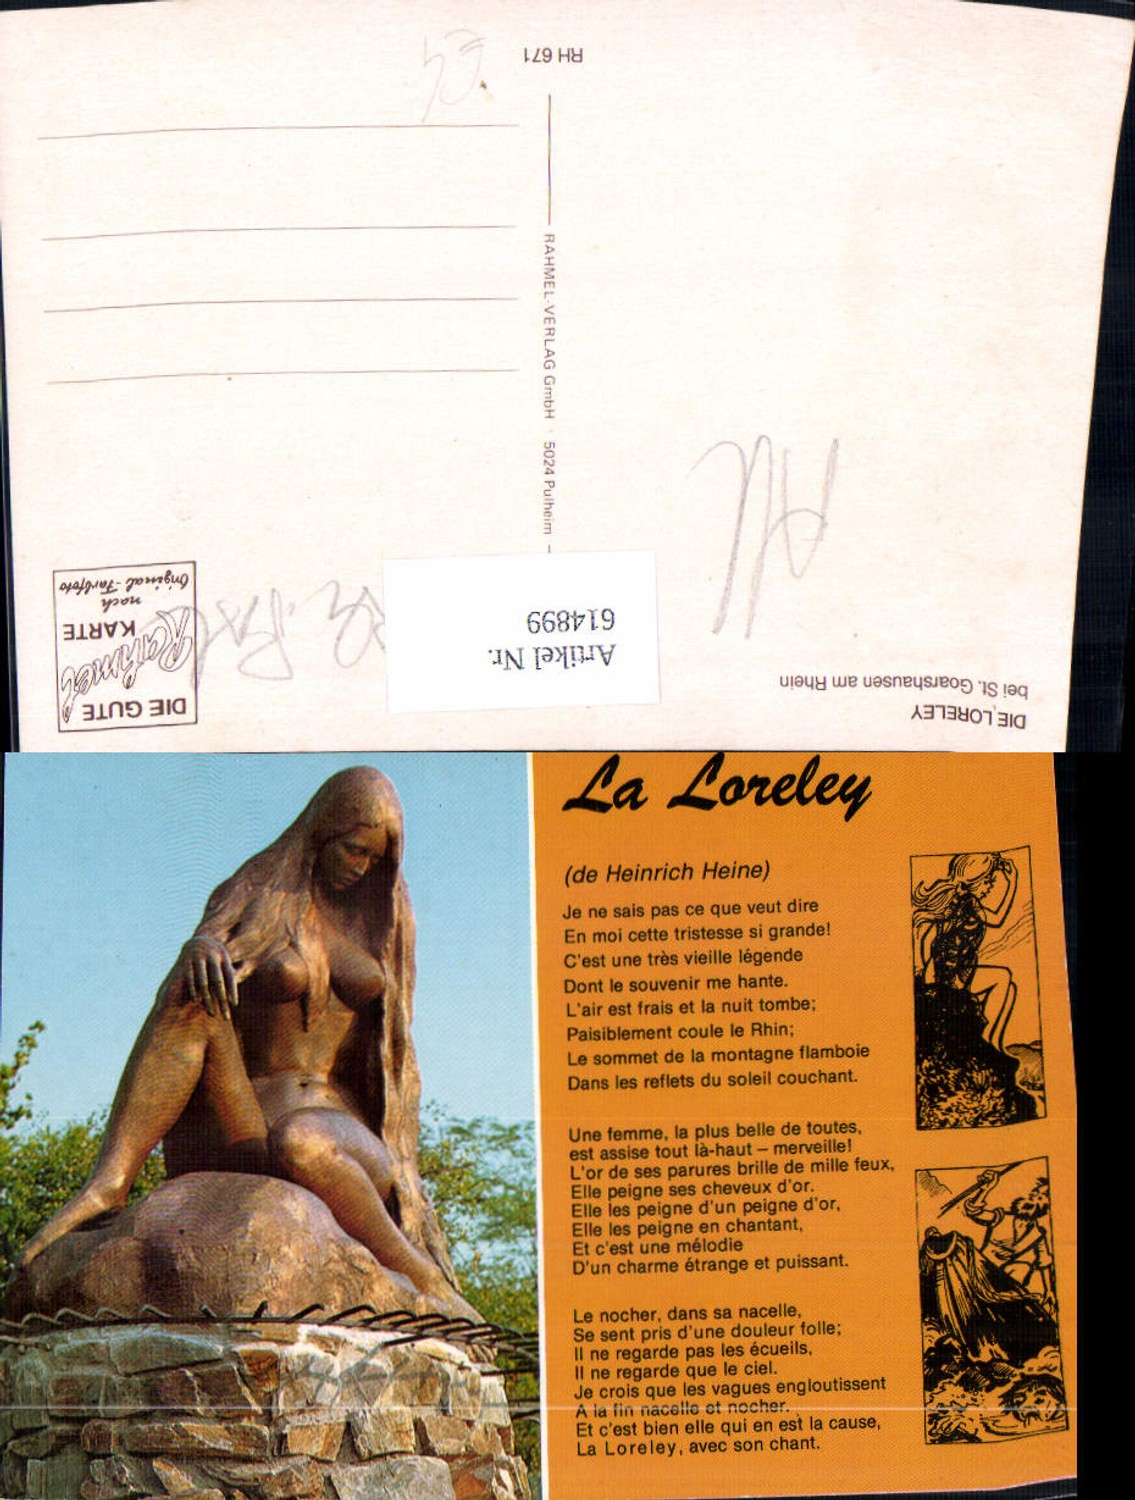 DIE LORELEY
bei St. Goarshausen am Rhein
Artikel Nr.
614899
DIE GUTE
Rahmel
KARTE
nach
Original-Farbfoto
RAHMEL-VERLAG GmbH · 5024 Pulheim
RH 671
La Loreley
(de Heinrich Heine)
Je ne sais pas ce que veut dire
En moi cette tristesse si grande!
C'est une très vieille légende
Dont le souvenir me hante.
L'air est frais et la nuit tombe;
Paisiblement coule le Rhin;
Le sommet de la montagne flamboie
Dans les reflets du soleil couchant.
Une femme, la plus belle de toutes,
est assise tout là-haut – merveille!
L'or de ses parures brille de mille feux,
Elle peigne ses cheveux d'or.
Elle les peigne d'un peigne d'or,
Elle les peigne en chantant,
Et c'est une mélodie
D'un charme étrange et puissant.
Le nocher, dans sa nacelle,
Se sent pris d'une douleur folle;
Il ne regarde pas les écueils,
Il ne regarde que le ciel.
Je crois que les vagues engloutissent
A la fin nacelle et nocher.
Et c'est bien elle qui en est la cause,
La Loreley, avec son chant.